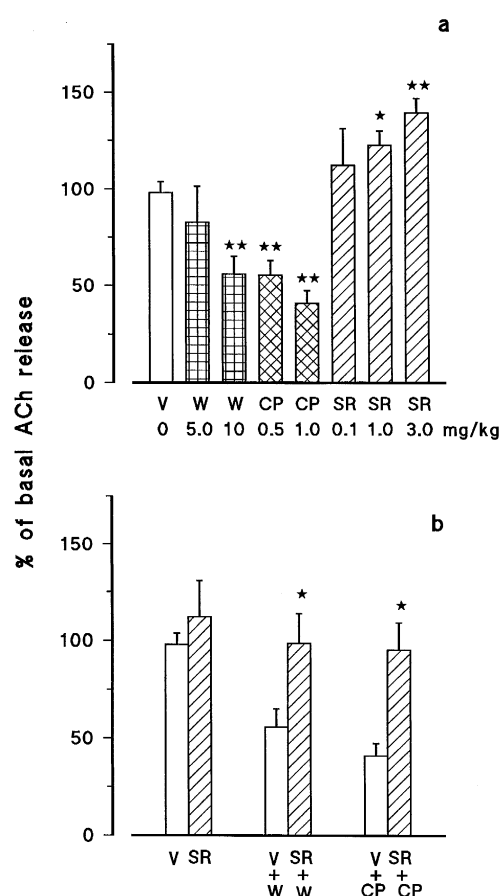 a
150
100
50
0
★★ ★★ ★★ ★ ★★
V W W CP CP SR SR SR
0 5.0 10 0.5 1.0 0.1 1.0 3.0 mg/kg
% of basal ACh release
b
150
100
50
0
★ ★
V SR V SR V SR
+ + + +
W W CP CP